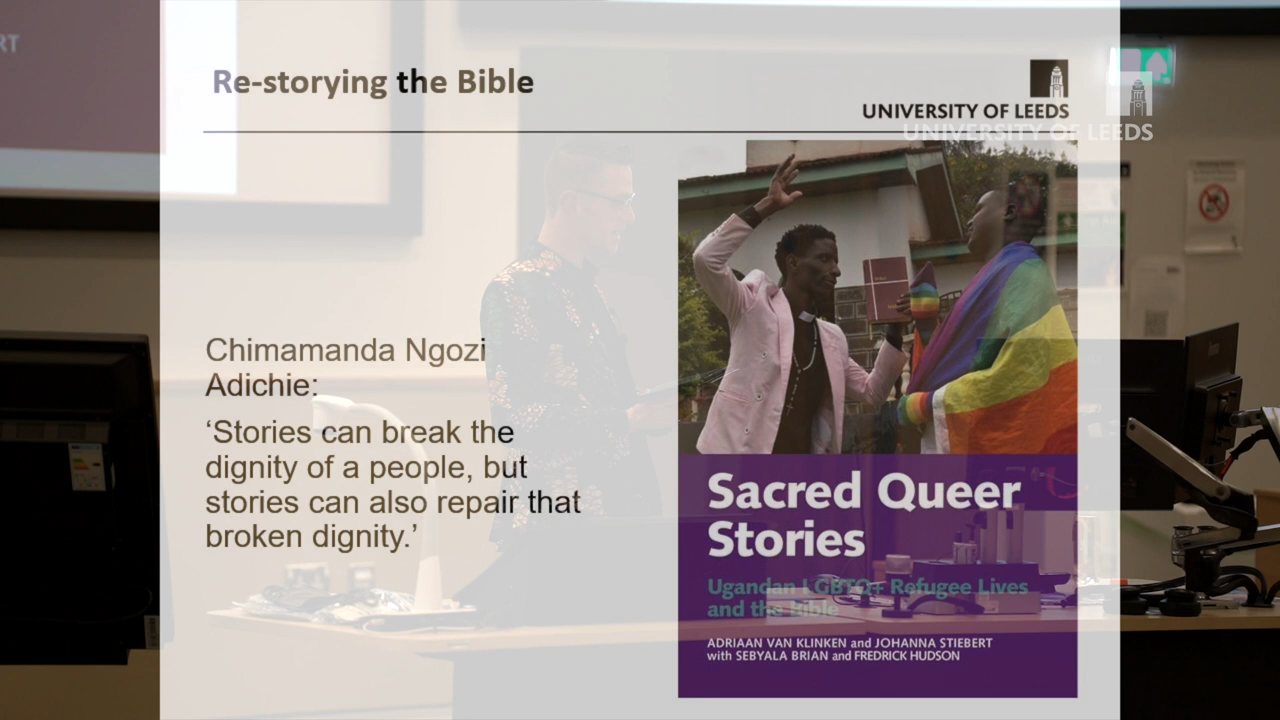 RT
Re-storying the Bible
UNIVERSITY OF LEEDS
UNIVERSITY OF LEEDS
Chimamanda Ngozi
Adichie:
‘Stories can break the
dignity of a people, but
stories can also repair that
broken dignity.’
Sacred Queer
Stories
Ugandan LGBTQ+ Refugee Lives
and the Bible
ADRIAAN VAN KLINKEN and JOHANNA STIEBERT
with SEBYALA BRIAN and FREDRICK HUDSON